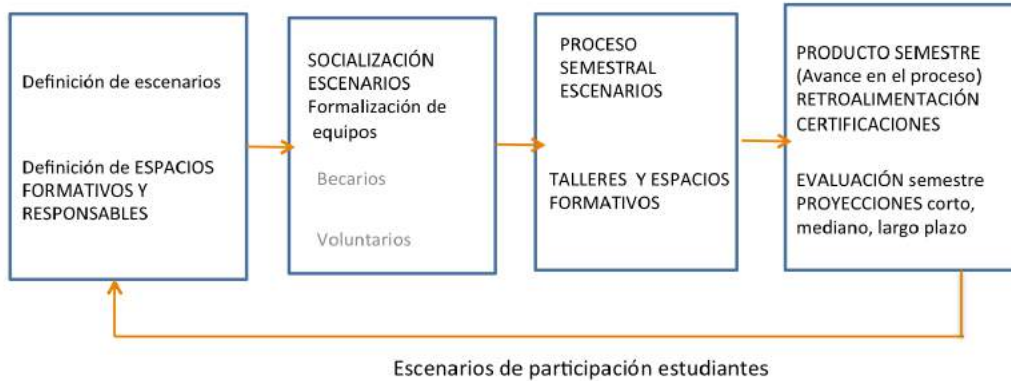 Definición de escenarios
Definición de ESPACIOS
FORMATIVOS Y
RESPONSABLES
SOCIALIZACIÓN
ESCENARIOS
Formalización de
equipos
Becarios
Voluntarios
PROCESO
SEMESTRAL
ESCENARIOS
TALLERES Y ESPACIOS
FORMATIVOS
PRODUCTO SEMESTRE
(Avance en el proceso)
RETROALIMENTACIÓN
CERTIFICACIONES
EVALUACIÓN semestre
PROYECCIONES corto,
mediano, largo plazo
Escenarios de participación estudiantes